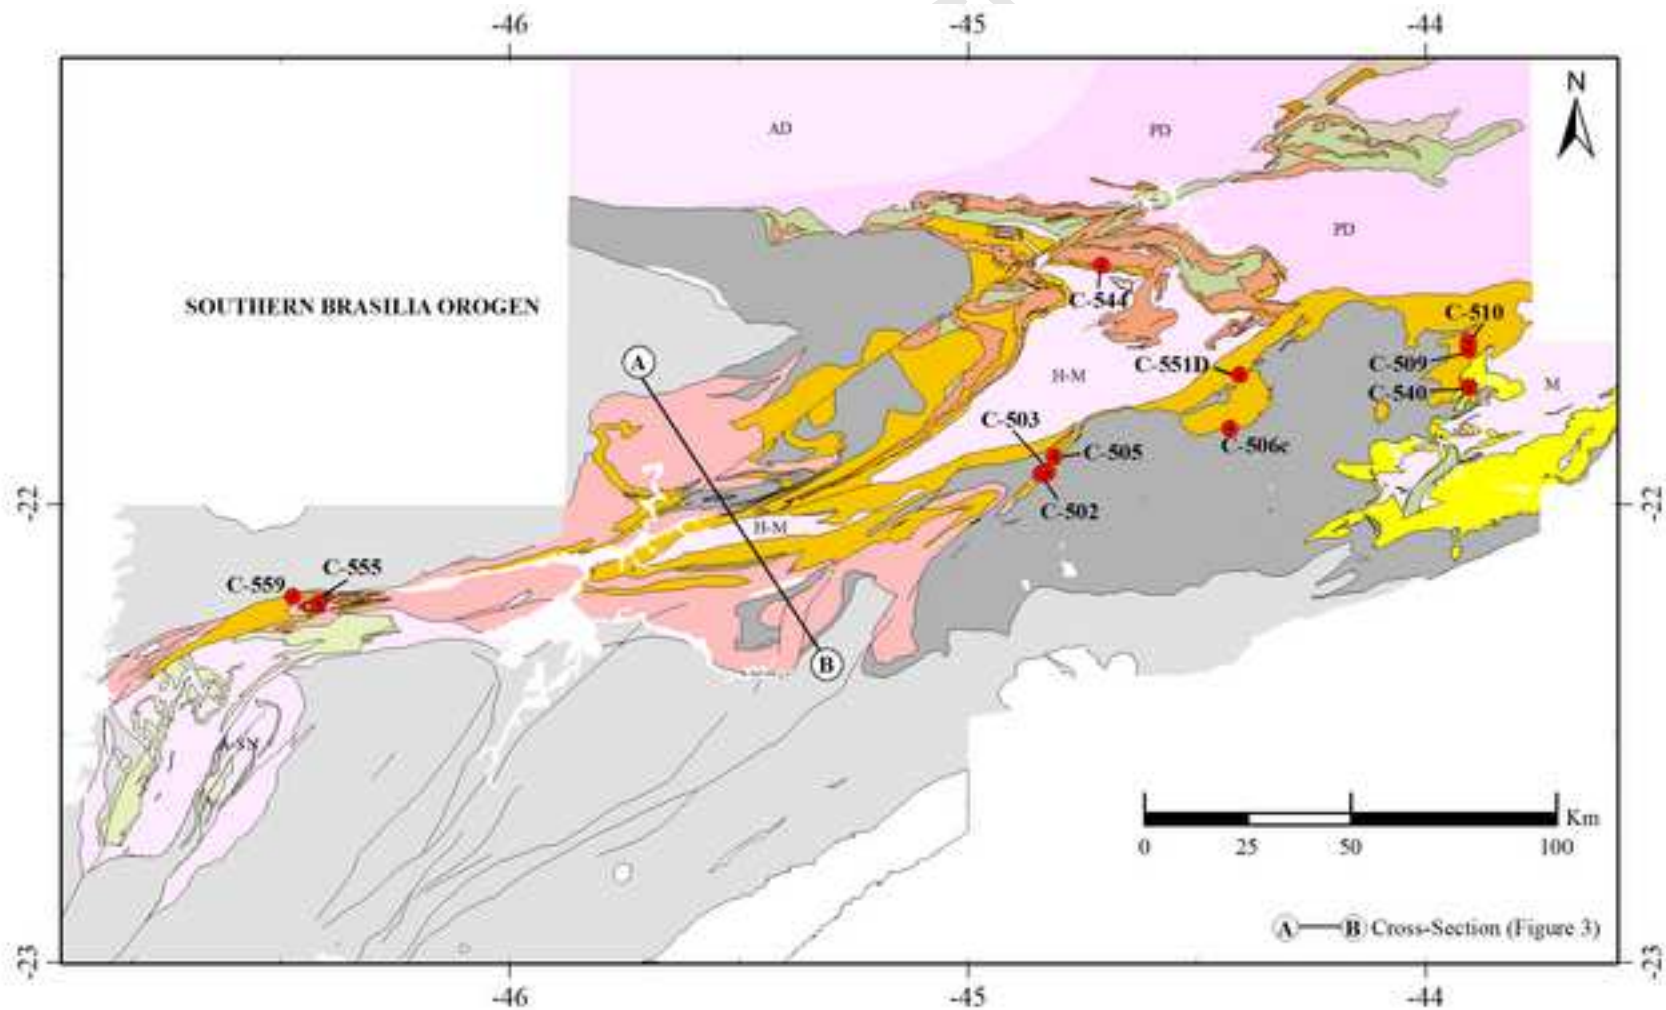 -46 -45 -44
N
AD
PD
PD
SOUTHERN BRASILIA OROGEN
C-544
C-510
A
C-551D
C-509
H-M
M
C-540
C-503
C-505
C-506c
-22 -22
C-502
H-M
C-559
C-555
B
A-SN
J
Km
0 25 50 100
A B Cross-Section (Figure 3)
-23 -23
-46 -45 -44